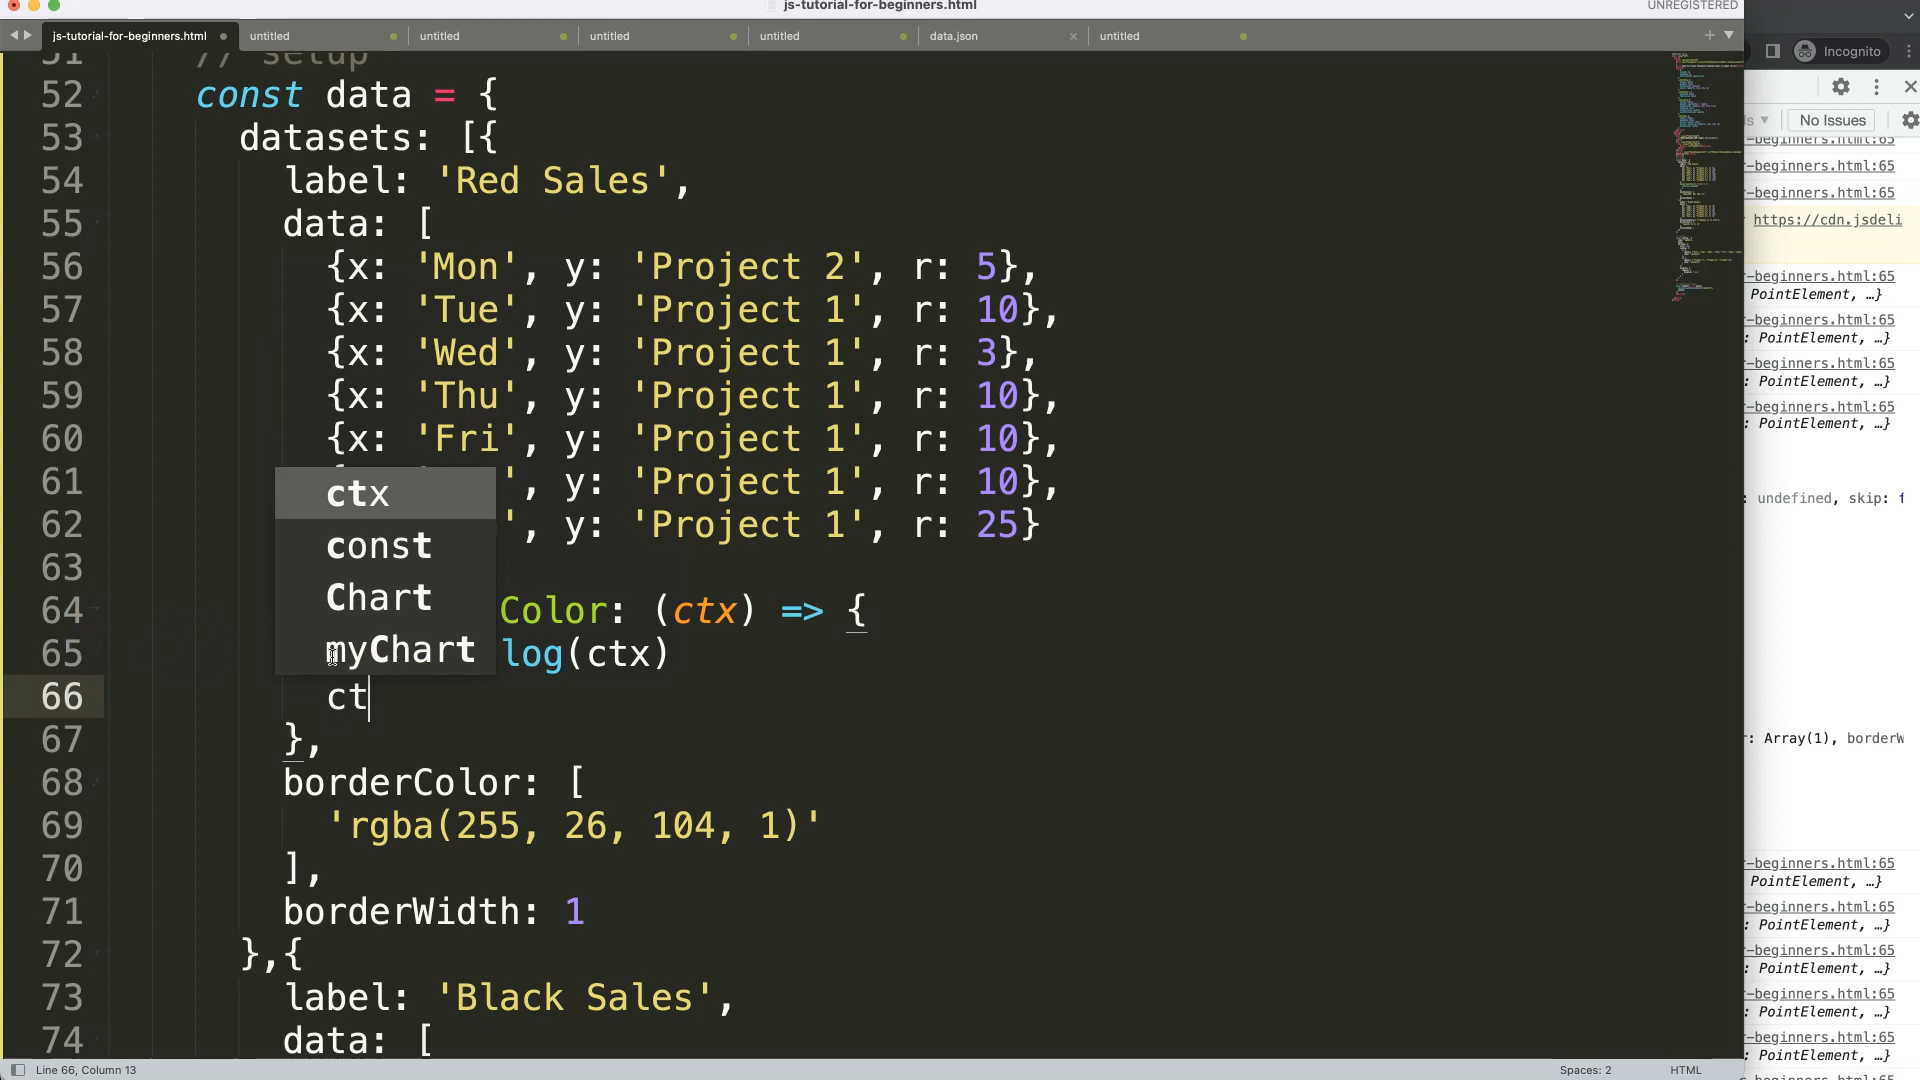 js-tutorial-for-beginners.html
UNREGISTERED
js-tutorial-for-beginners.html
untitled
untitled
untitled
untitled
data.json
untitled
Incognito
No Issues
51 // setup
52 const data = {
53 datasets: [{
54 label: 'Red Sales',
55 data: [
56 {x: 'Mon', y: 'Project 2', r: 5},
57 {x: 'Tue', y: 'Project 1', r: 10},
58 {x: 'Wed', y: 'Project 1', r: 3},
59 {x: 'Thu', y: 'Project 1', r: 10},
60 {x: 'Fri', y: 'Project 1', r: 10},
61 ', y: 'Project 1', r: 10},
62 ', y: 'Project 1', r: 25}
63
64 Color: (ctx) => {
65 log(ctx)
66 ct
67 },
68 borderColor: [
69 'rgba(255, 26, 104, 1)'
70 ],
71 borderWidth: 1
72 },{
73 label: 'Black Sales',
74 data: [
ctx
const
Chart
myChart
-beginners.html:65
-beginners.html:65
-beginners.html:65
https://cdn.jsdeli
-beginners.html:65
PointElement, …}
-beginners.html:65
: PointElement, …}
-beginners.html:65
: PointElement, …}
-beginners.html:65
: PointElement, …}
: undefined, skip: f
: Array(1), borderW
-beginners.html:65
PointElement, …}
-beginners.html:65
: PointElement, …}
-beginners.html:65
: PointElement, …}
-beginners.html:65
: PointElement, …}
-beginners.html:65
: PointElement, …}
Line 66, Column 13
Spaces: 2
HTML